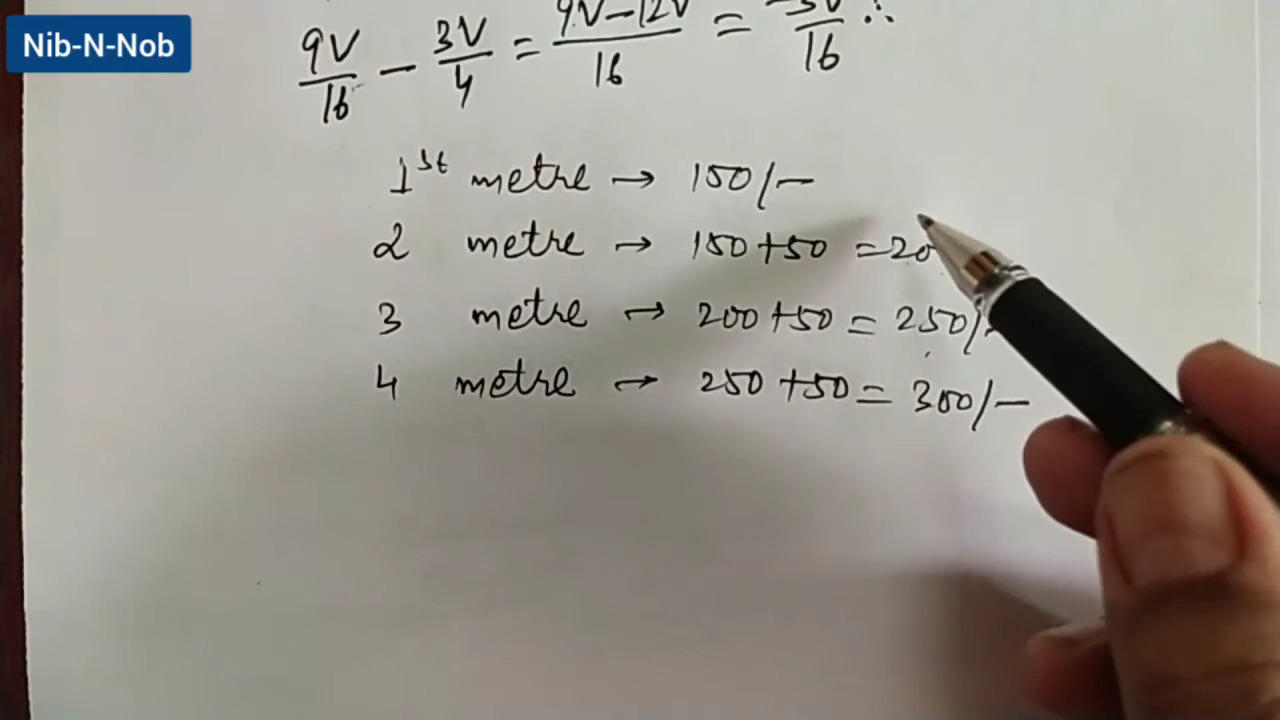 Nib-N-Nob
9V/16 - 3V/4 = 9V-12V/16 = -3V/16 ∴
1st metre → 150/-
2 metre → 150+50 = 20
3 metre → 200+50 = 250/-
4 metre → 250+50 = 300/-